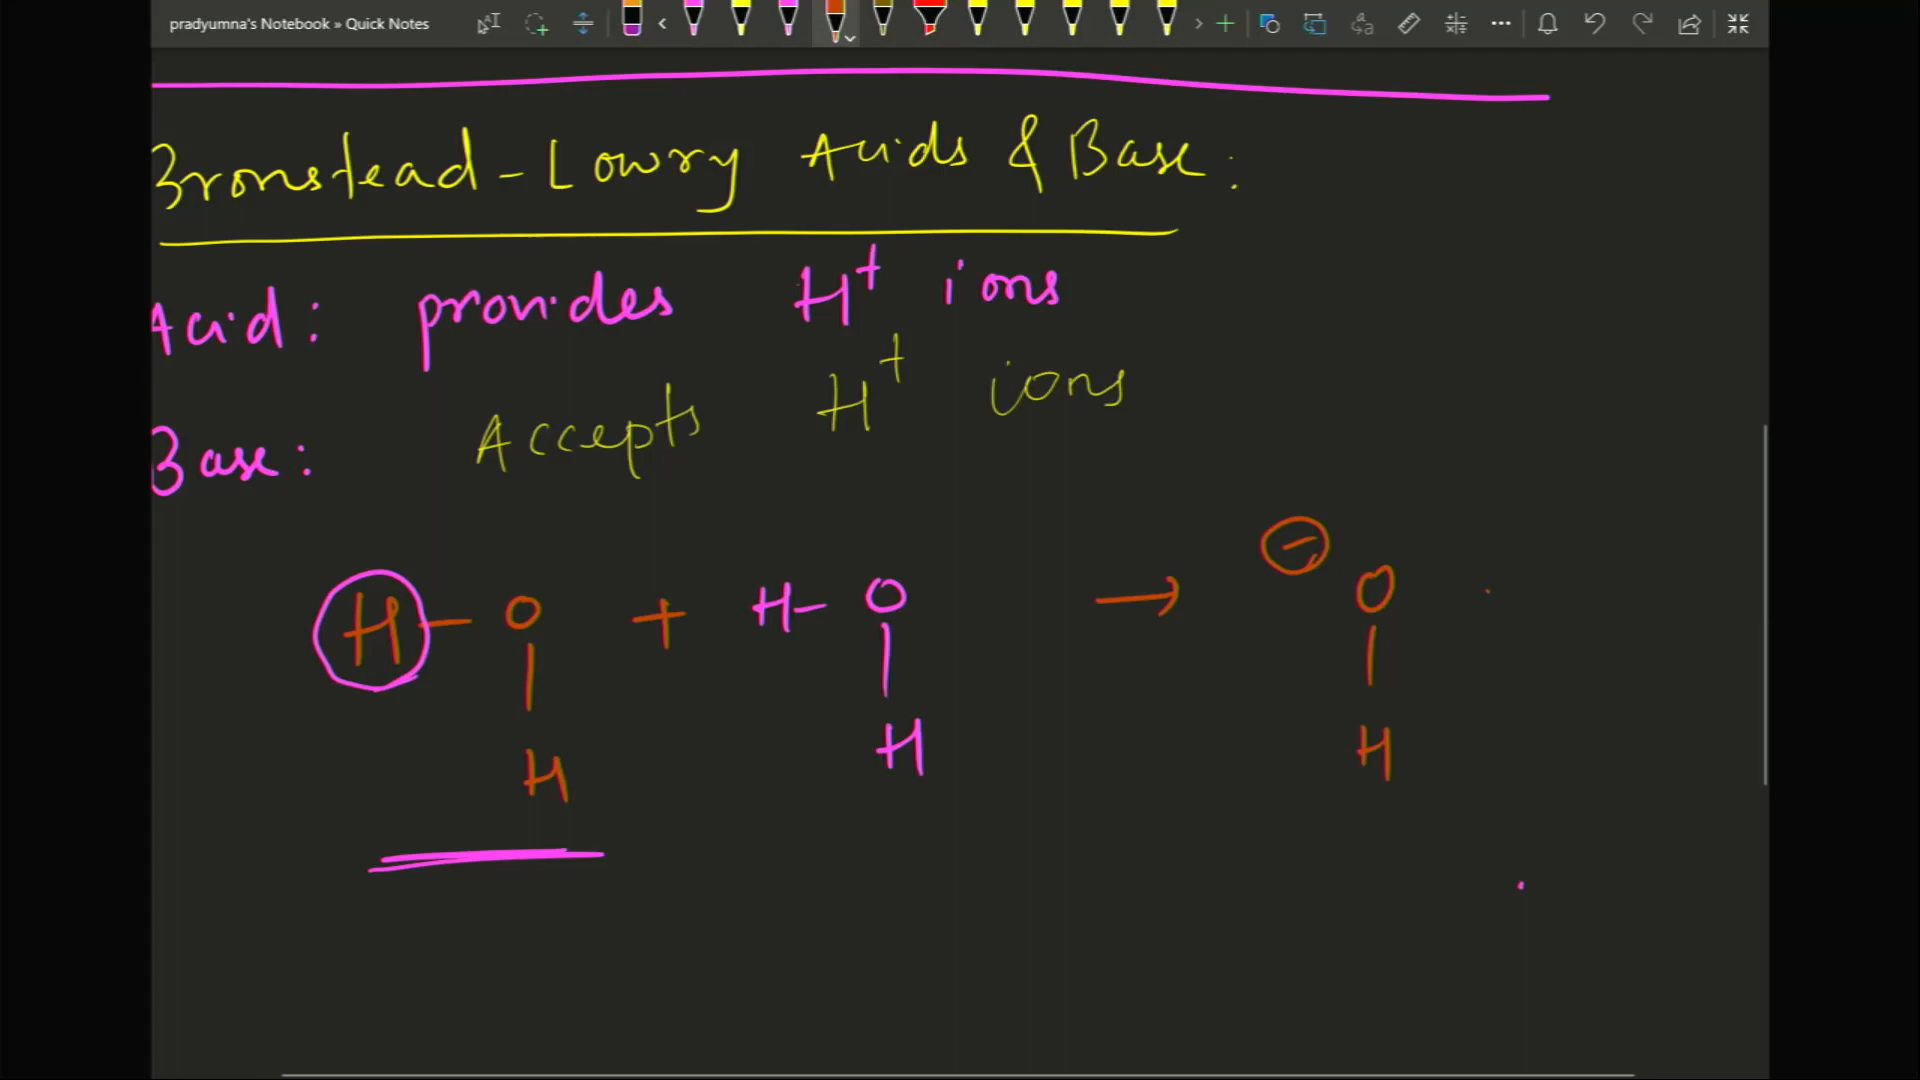 pradyumna's Notebook » Quick Notes
Bronstead-Lowry Acids & Base:
Acid: provides H+ ions
Base: Accepts H+ ions
H-O + H-O → ⊖ O
H H H